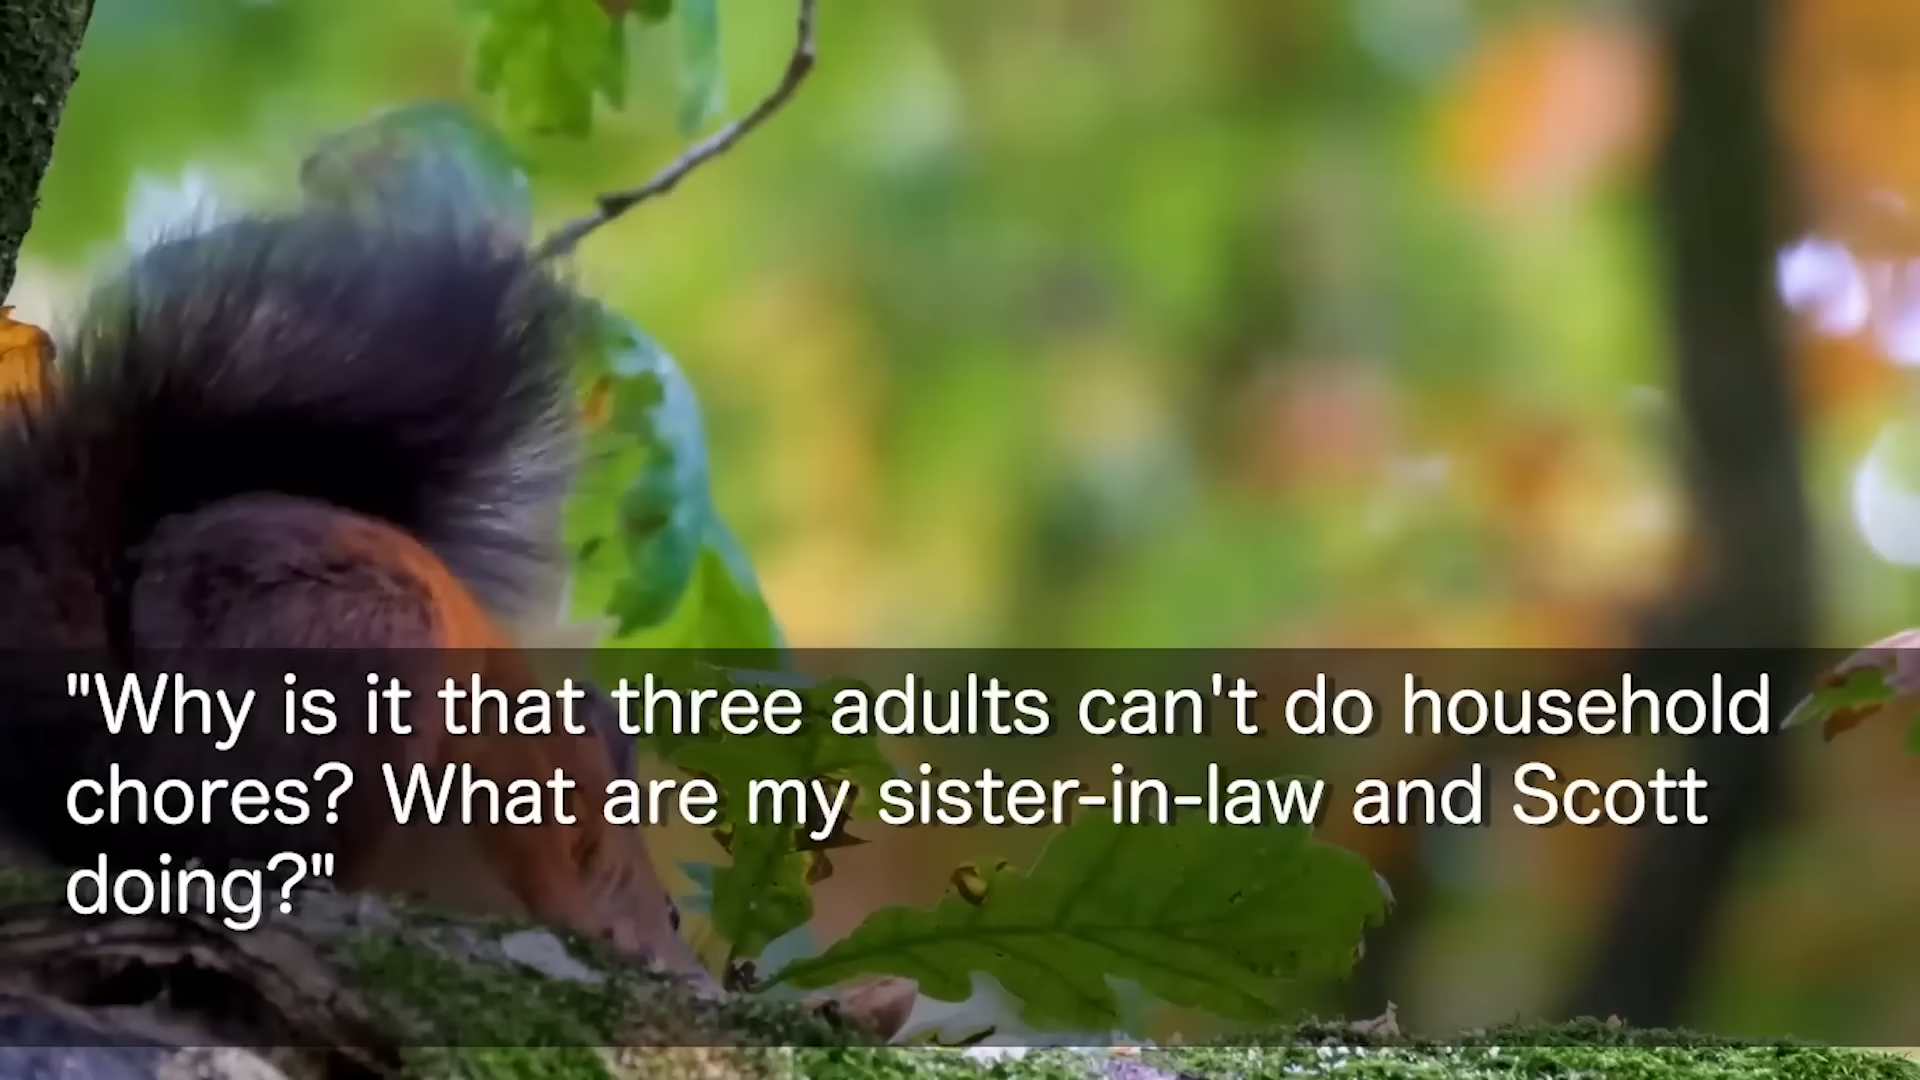 "Why is it that three adults can't do household
chores? What are my sister-in-law and Scott
doing?"